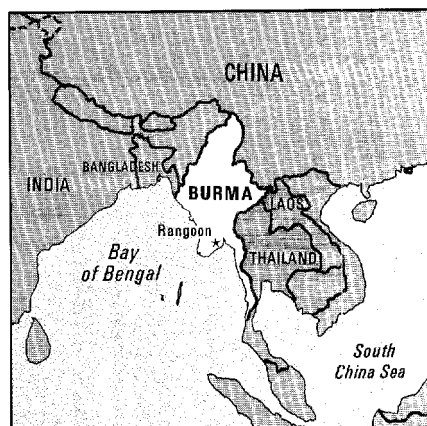 CHINA
BANGLADESH
INDIA
BURMA
LAOS
Rangoon
Bay
of Bengal
THAILAND
South
China Sea